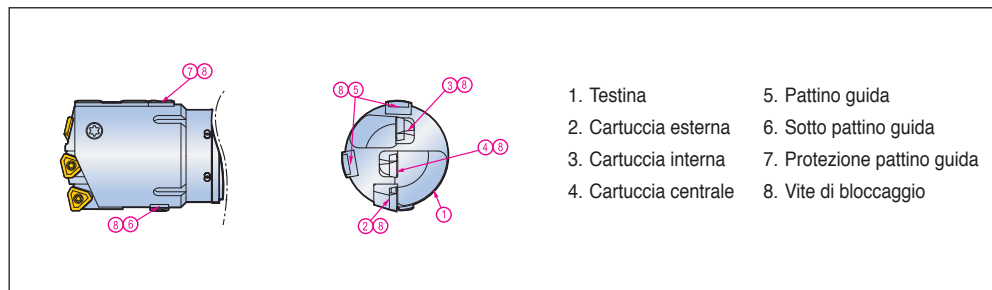 7 8
8 6
8 5
3 8
4 8
2 8
1
1. Testina
2. Cartuccia esterna
3. Cartuccia interna
4. Cartuccia centrale
5. Pattino guida
6. Sotto pattino guida
7. Protezione pattino guida
8. Vite di bloccaggio